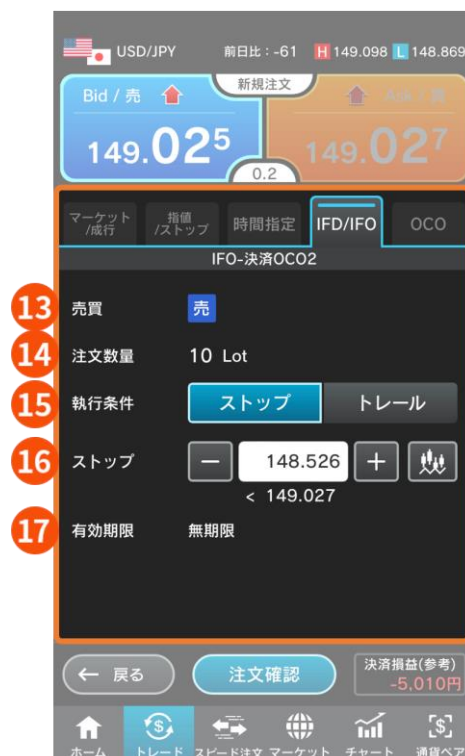 USD/JPY 前日比：-61 H 149.098 L 148.869
新規注文
Bid / 売 Ask / 買
149.025 149.027
0.2
マーケット/成行 指値/ストップ 時間指定 IFD/IFO OCO
IFO-決済OCO2
13 売買 売
14 注文数量 10 Lot
15 執行条件 ストップ トレール
16 ストップ － 148.526 ＋
< 149.027
17 有効期限 無期限
← 戻る 注文確認 決済損益(参考)
-5,010円
ホーム トレード スピード注文 マーケット チャート 通貨ペア